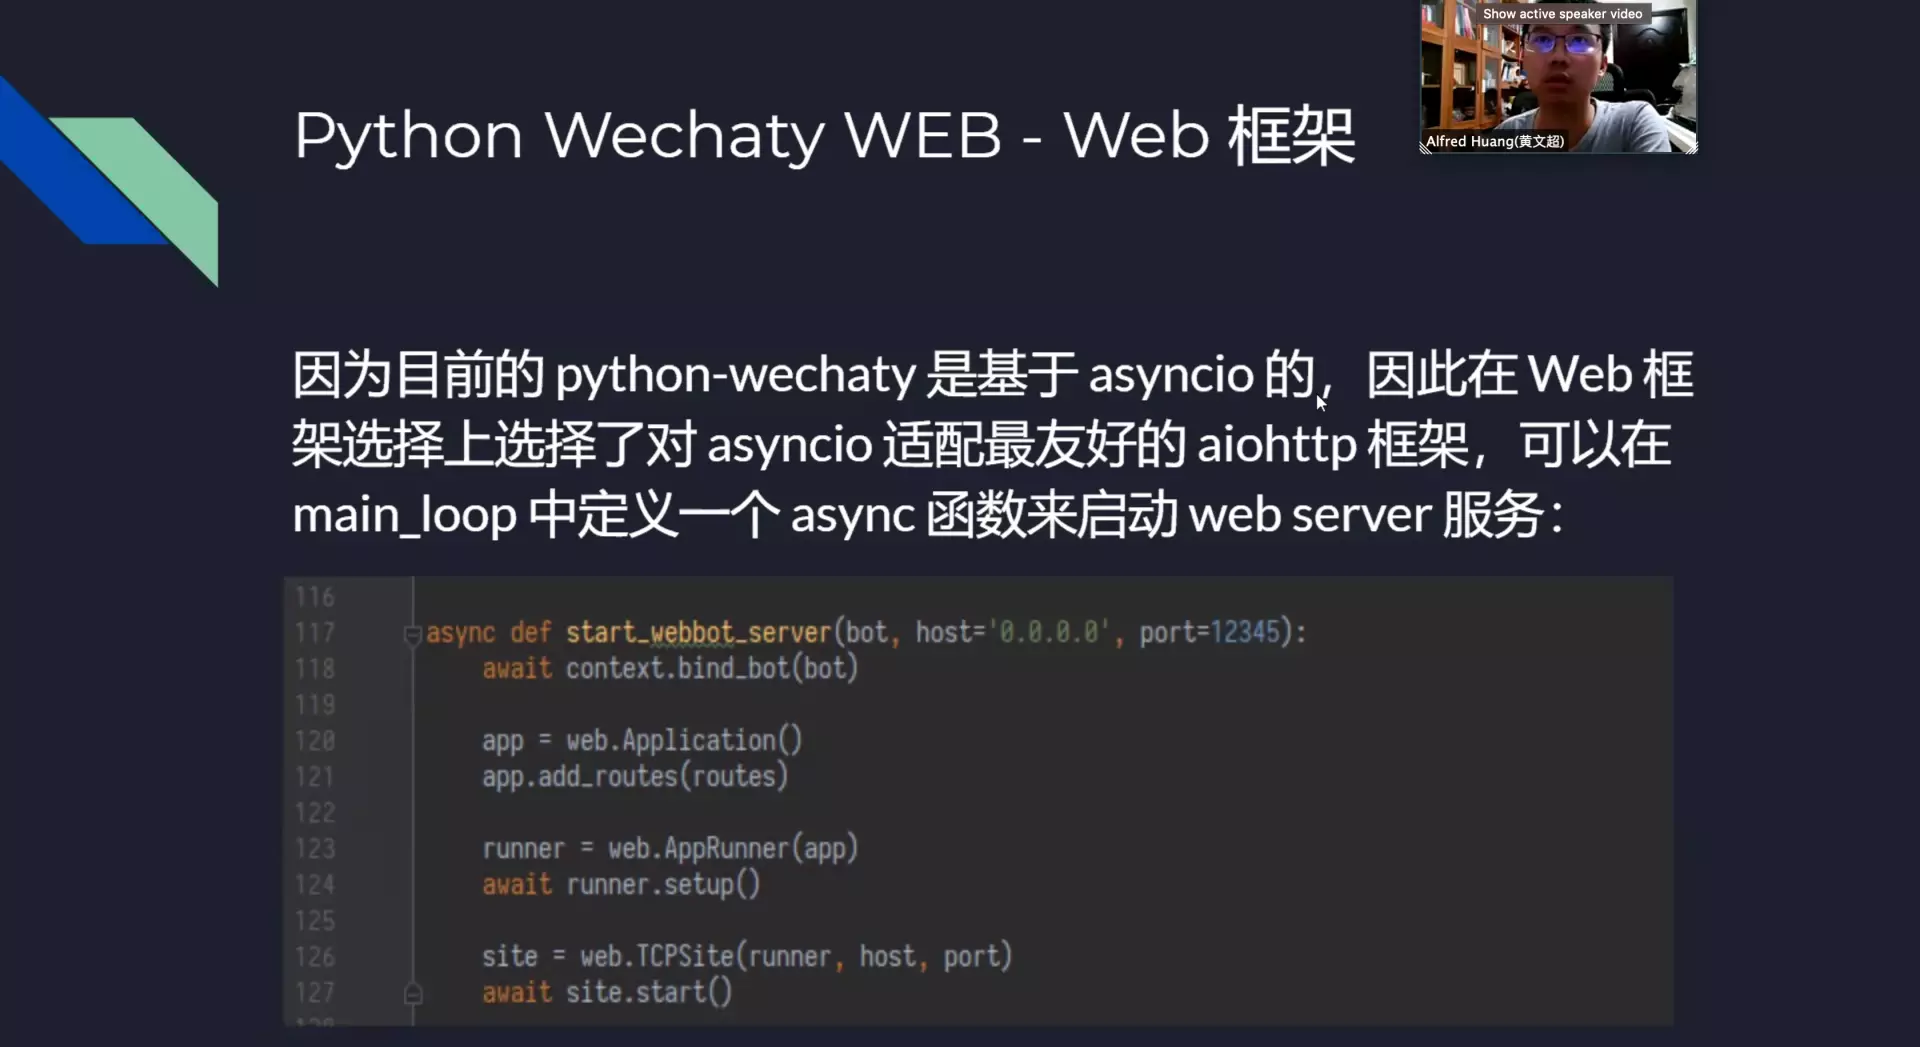 Show active speaker video
Alfred Huang(黄文超)
Python Wechaty WEB - Web 框架
因为目前的 python-wechaty 是基于 asyncio 的，因此在 Web 框
架选择上选择了对 asyncio 适配最友好的 aiohttp 框架，可以在
main_loop 中定义一个 async 函数来启动 web server 服务：
116
117 async def start_webbot_server(bot, host='0.0.0.0', port=12345):
118 await context.bind_bot(bot)
119
120 app = web.Application()
121 app.add_routes(routes)
122
123 runner = web.AppRunner(app)
124 await runner.setup()
125
126 site = web.TCPSite(runner, host, port)
127 await site.start()